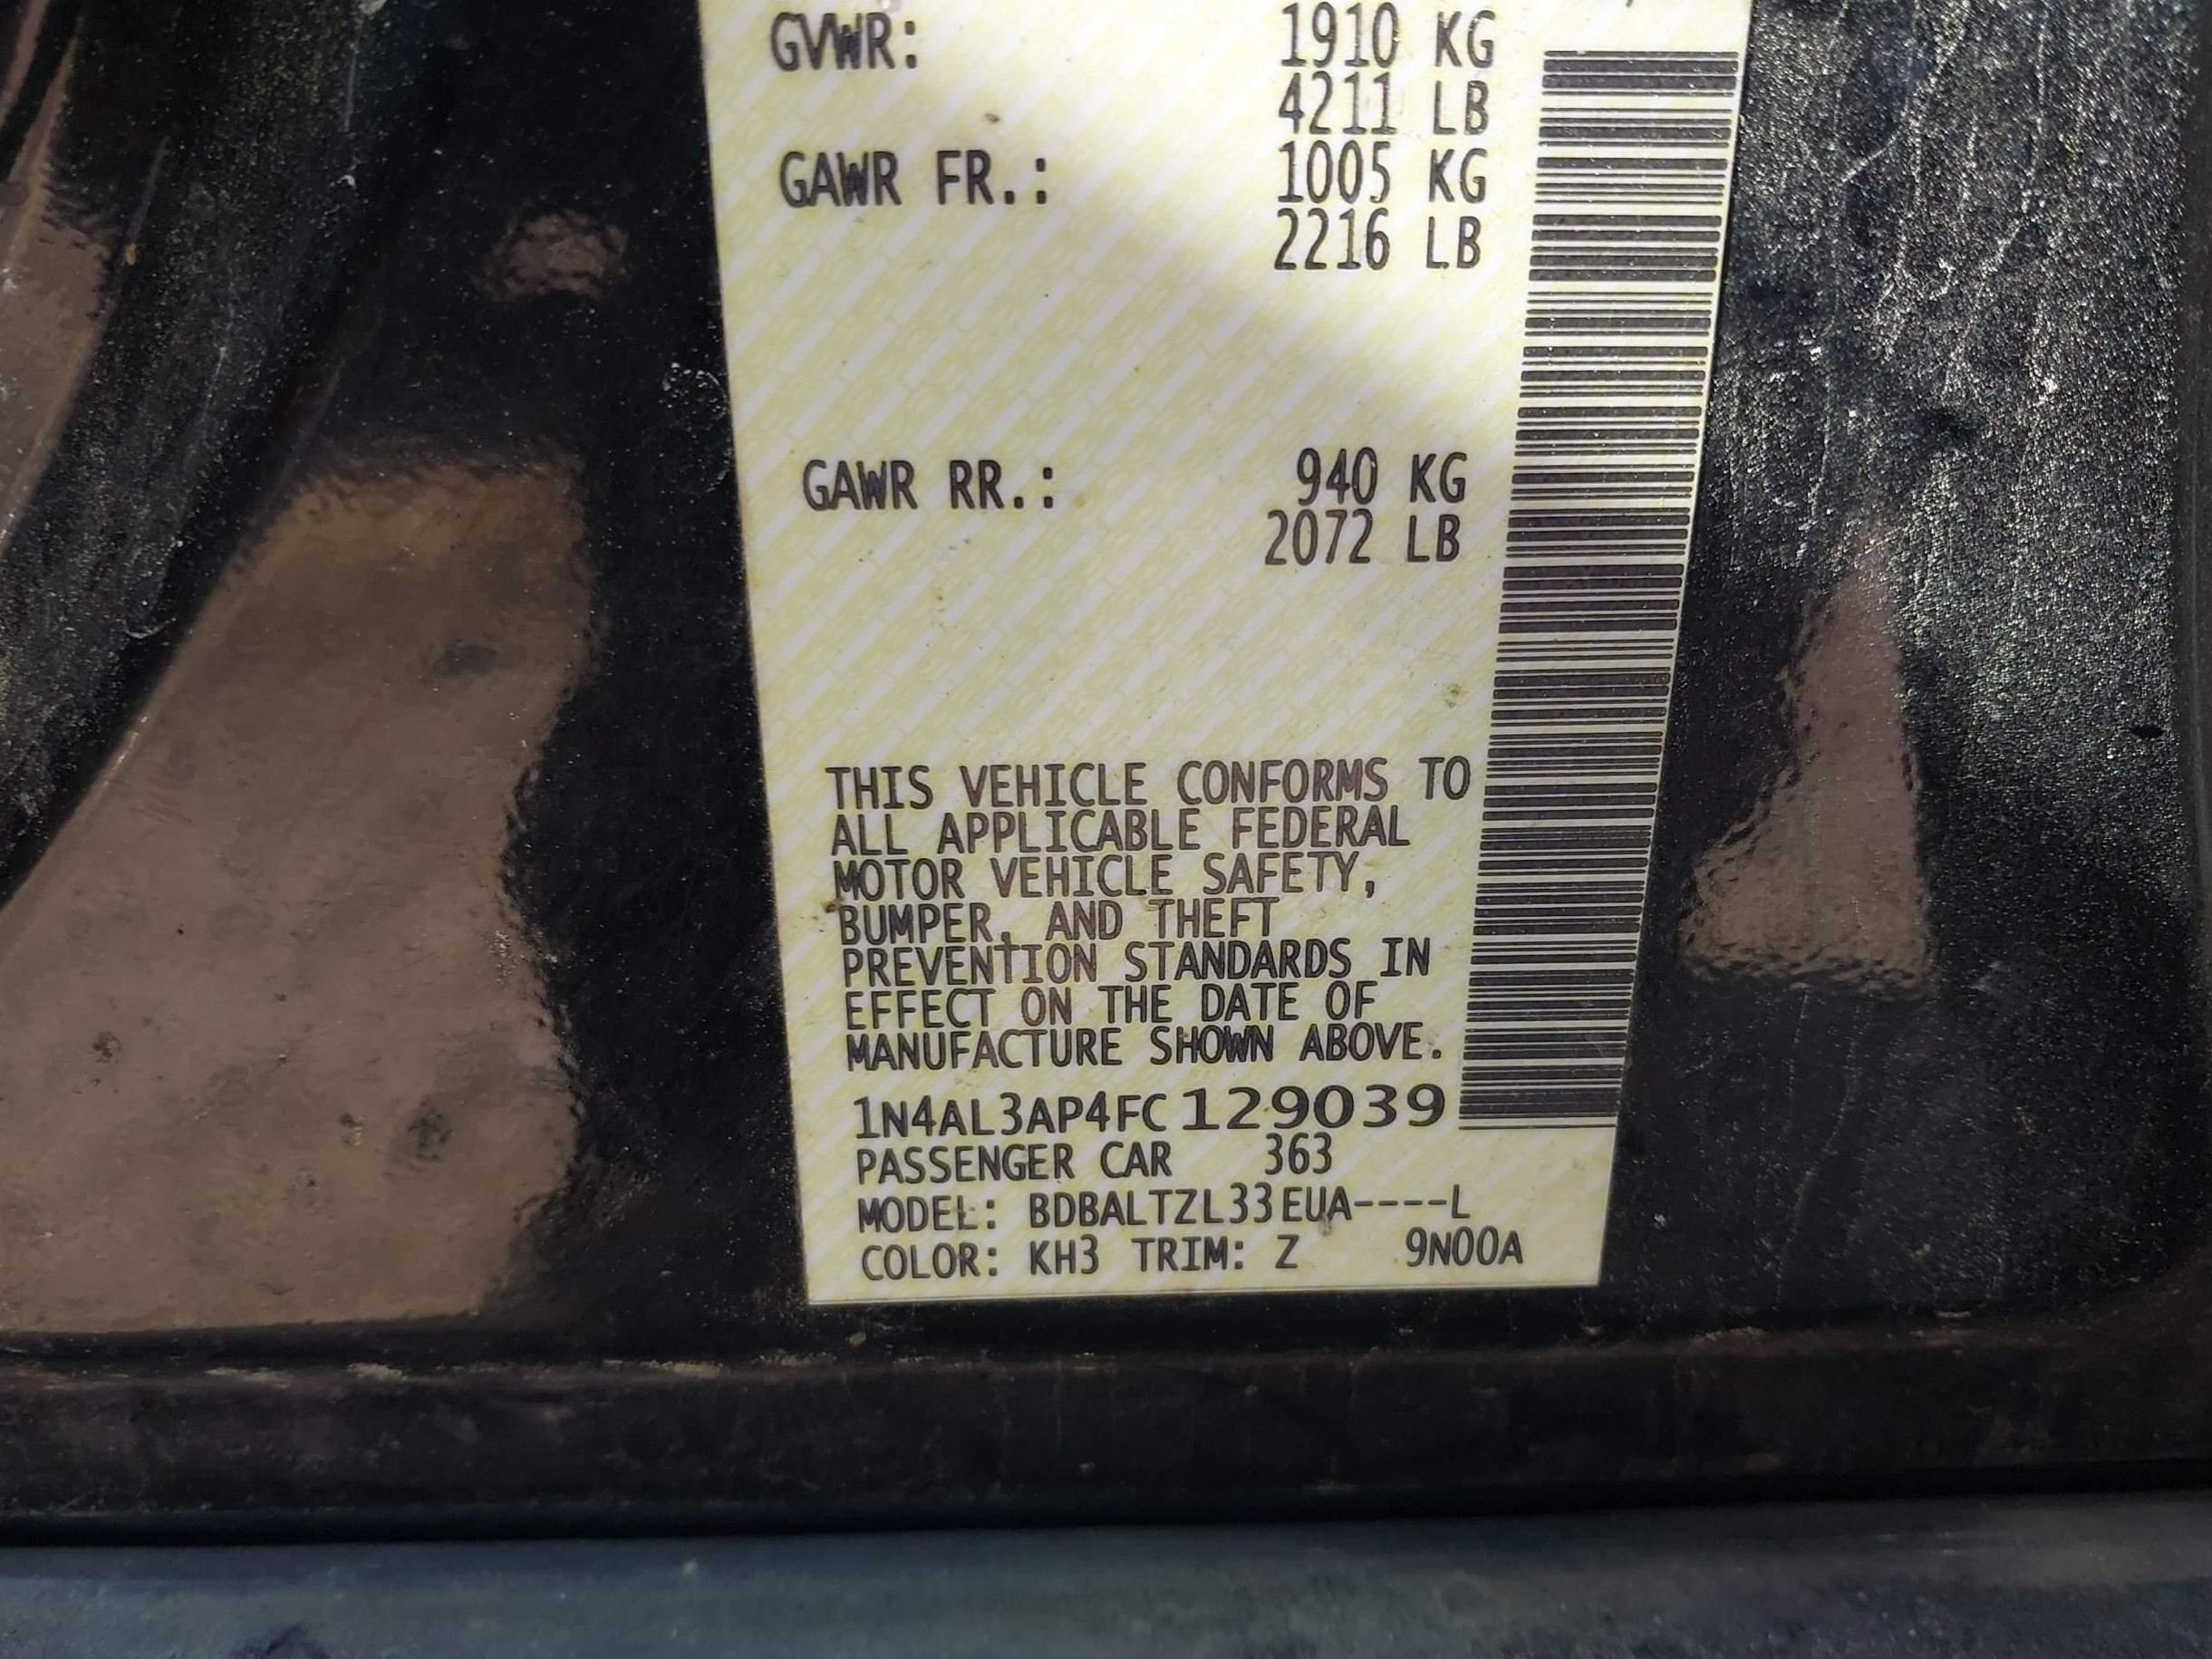 GVWR: 1910 KG
4211 LB
GAWR FR.: 1005 KG
2216 LB
GAWR RR.: 940 KG
2072 LB
THIS VEHICLE CONFORMS TO
ALL APPLICABLE FEDERAL
MOTOR VEHICLE SAFETY,
BUMPER, AND THEFT
PREVENTION STANDARDS IN
EFFECT ON THE DATE OF
MANUFACTURE SHOWN ABOVE.
1N4AL3AP4FC129039
PASSENGER CAR 363
MODEL: BDBALTZL33EUA----L
COLOR: KH3 TRIM: Z 9N00A